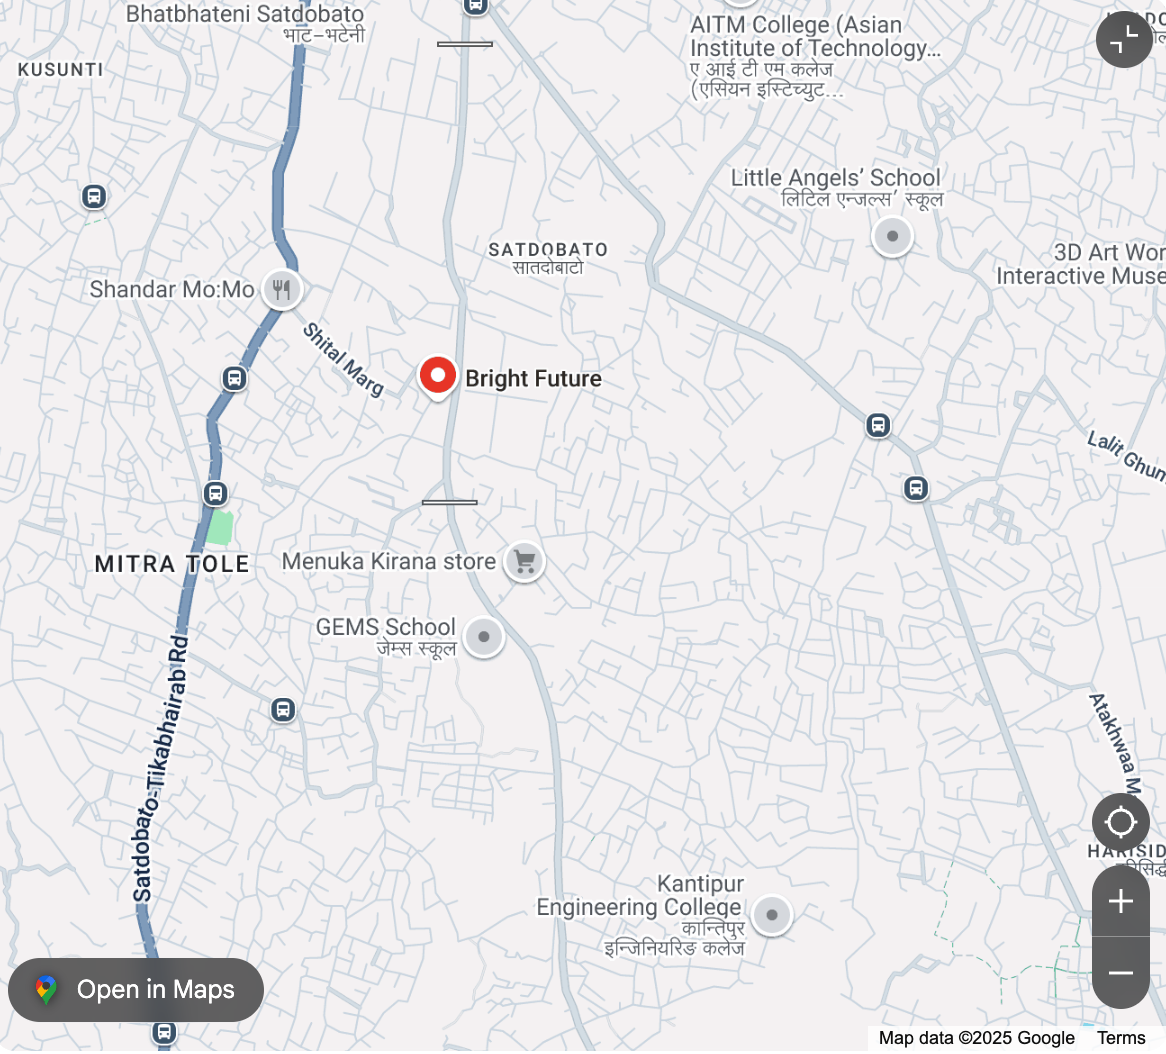 Bhatbhateni Satdobato
भाट–भटेनी
AITM College (Asian
Institute of Technology...
ए आई टी एम कलेज
(एसियन इस्टिच्युट...
KUSUNTI
Little Angels’ School
लिटिल एन्जल्स’ स्कूल
SATDOBATO
सातदोबाटो
3D Art Wor
Interactive Muse
Shandar Mo:Mo
Shital Marg
Bright Future
Lalit Ghum
MITRA TOLE
Menuka Kirana store
GEMS School
जेम्स स्कूल
Satdobato-Tikabhairab Rd
Atakhwaa M
HARISID
Kantipur
Engineering College
कान्तिपुर
इन्जिनियरिङ कलेज
Open in Maps
Map data ©2025 Google
Terms